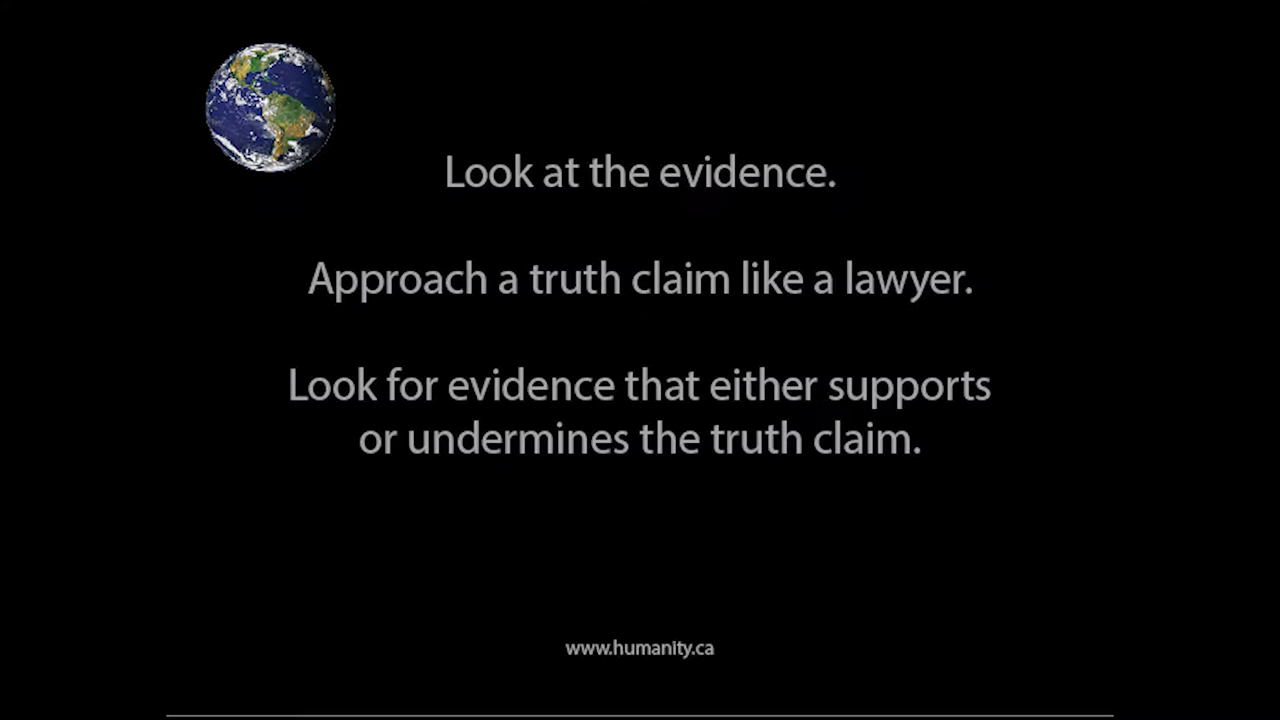 Look at the evidence.
Approach a truth claim like a lawyer.
Look for evidence that either supports
or undermines the truth claim.
www.humanity.ca